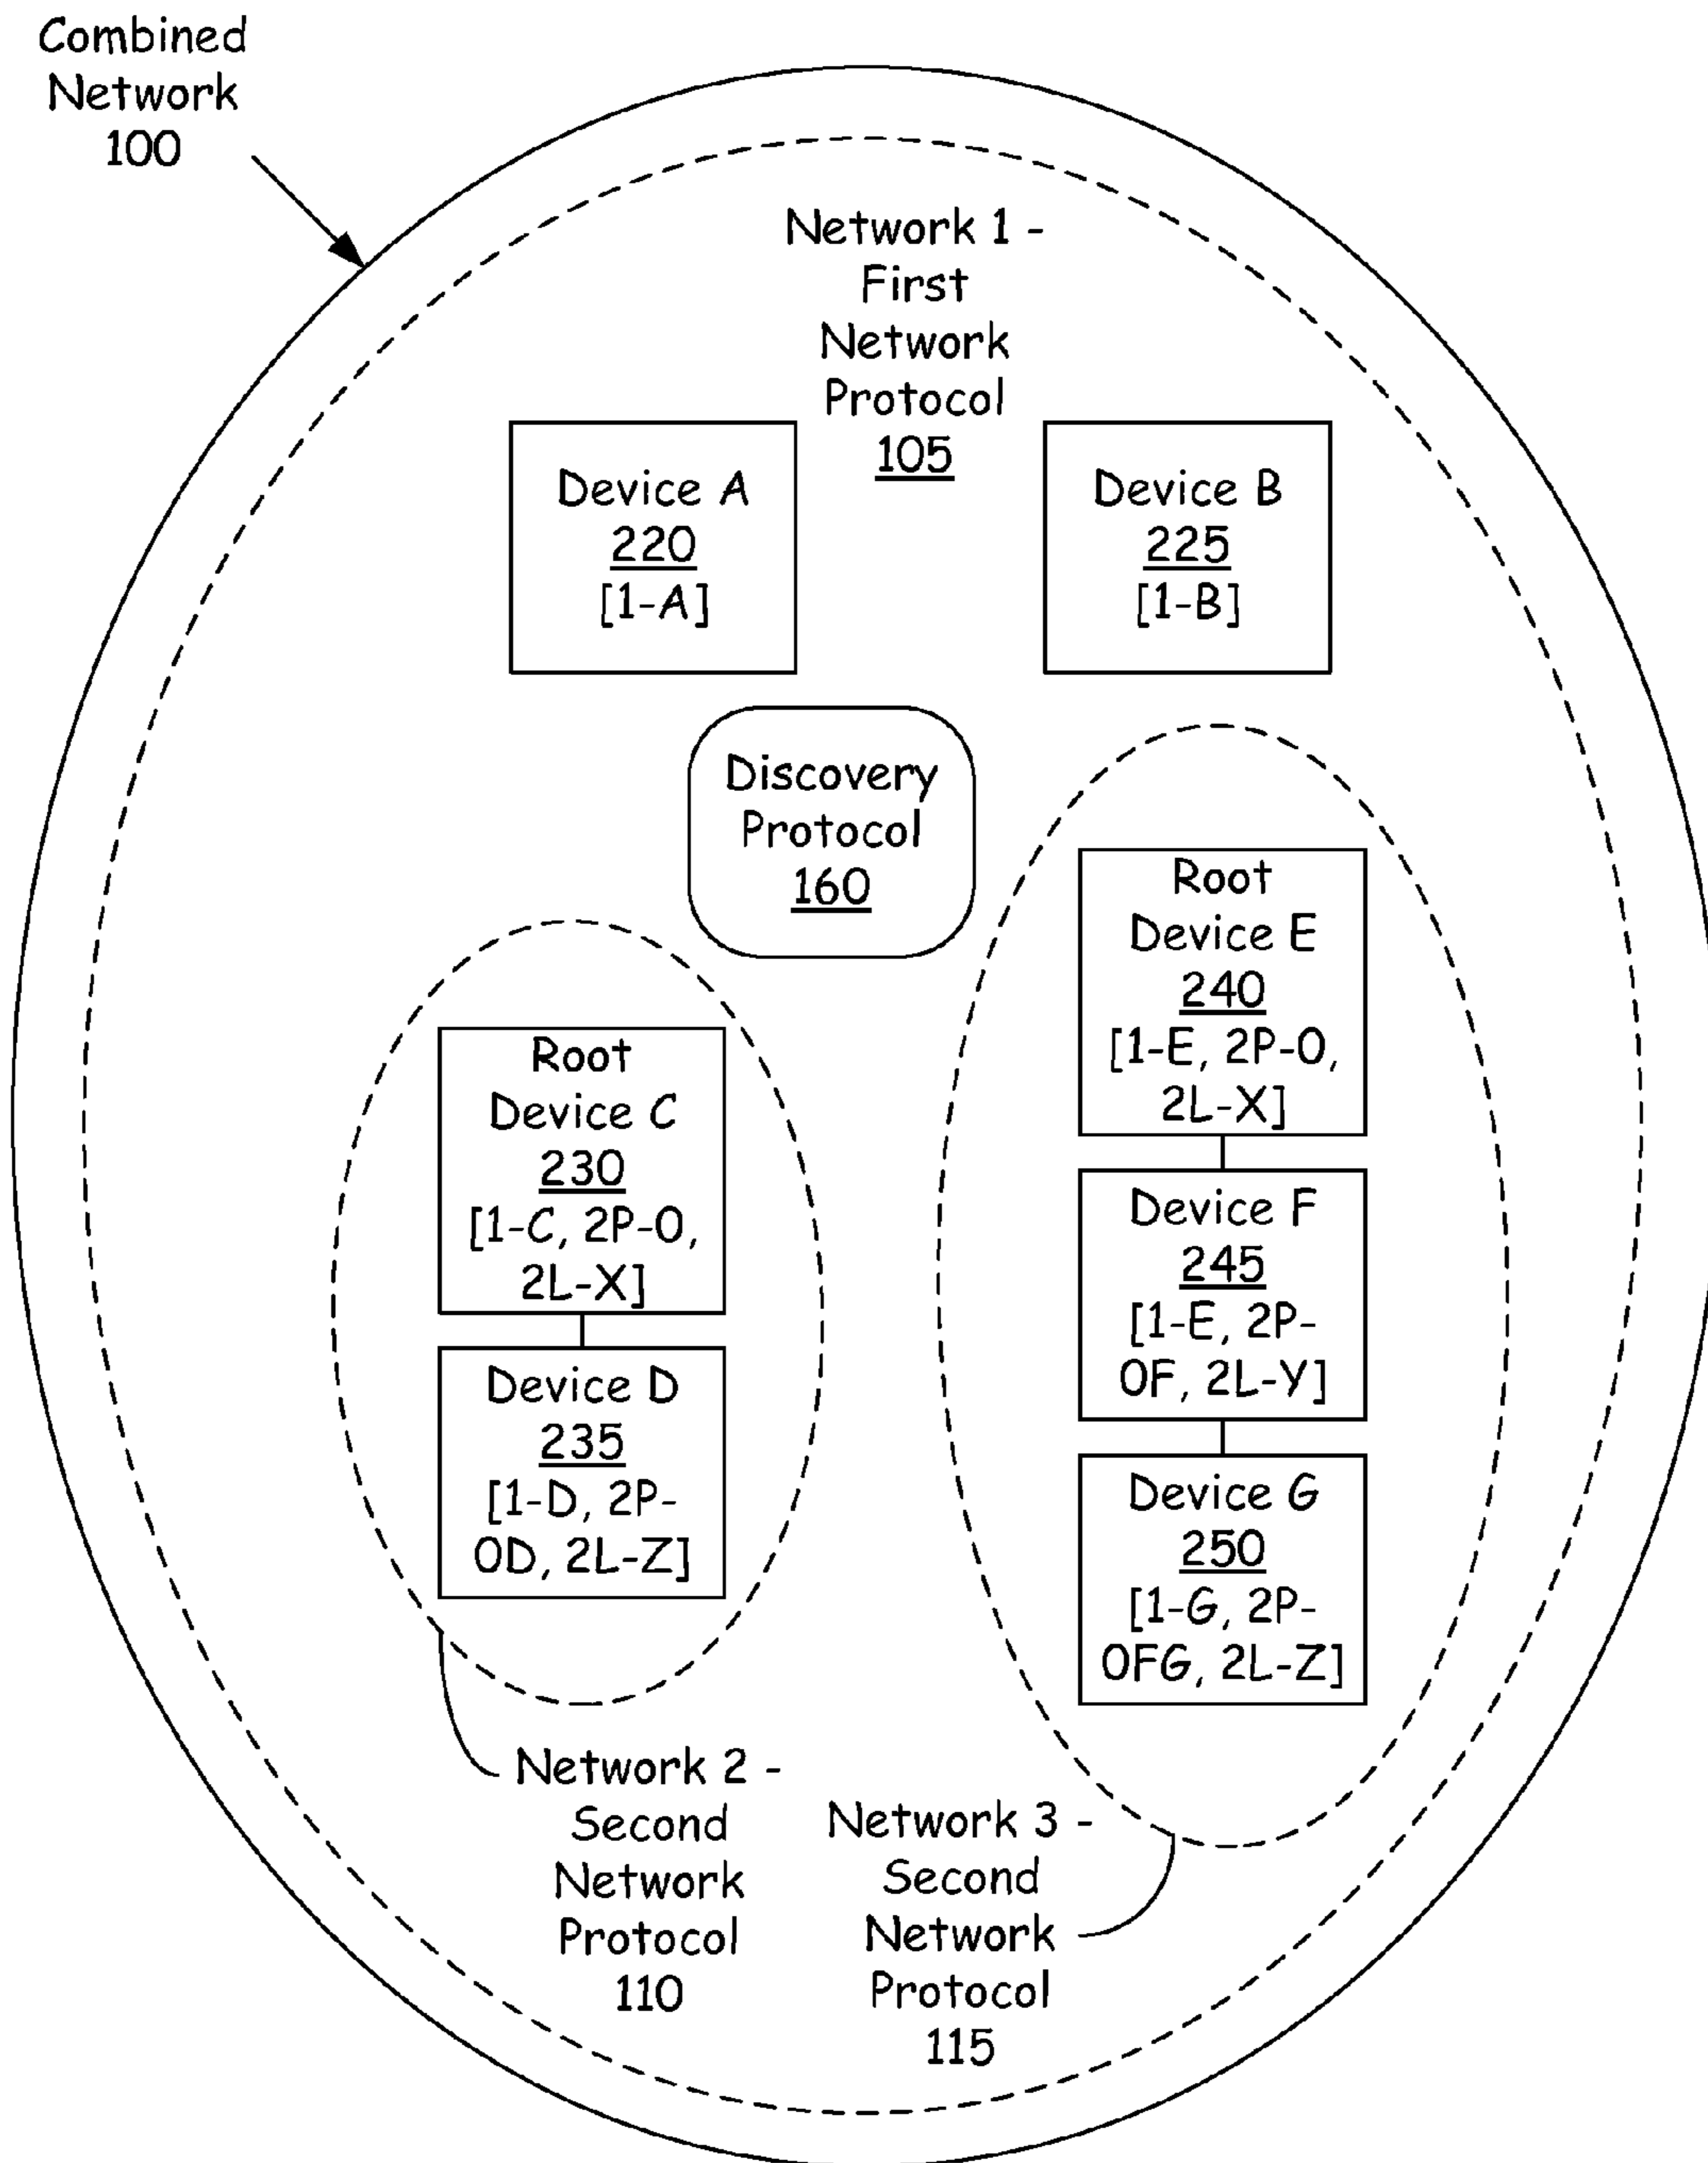 Combined
Network
100
Network 1 -
First
Network
Protocol
105
Device A
220
[1-A]
Device B
225
[1-B]
Discovery
Protocol
160
Root
Device E
240
[1-E, 2P-0,
2L-X]
Root
Device C
230
[1-C, 2P-0,
2L-X]
Device F
245
[1-E, 2P-
0F, 2L-Y]
Device D
235
[1-D, 2P-
0D, 2L-Z]
Device G
250
[1-G, 2P-
0FG, 2L-Z]
Network 2 -
Second
Network
Protocol
110
Network 3 -
Second
Network
Protocol
115